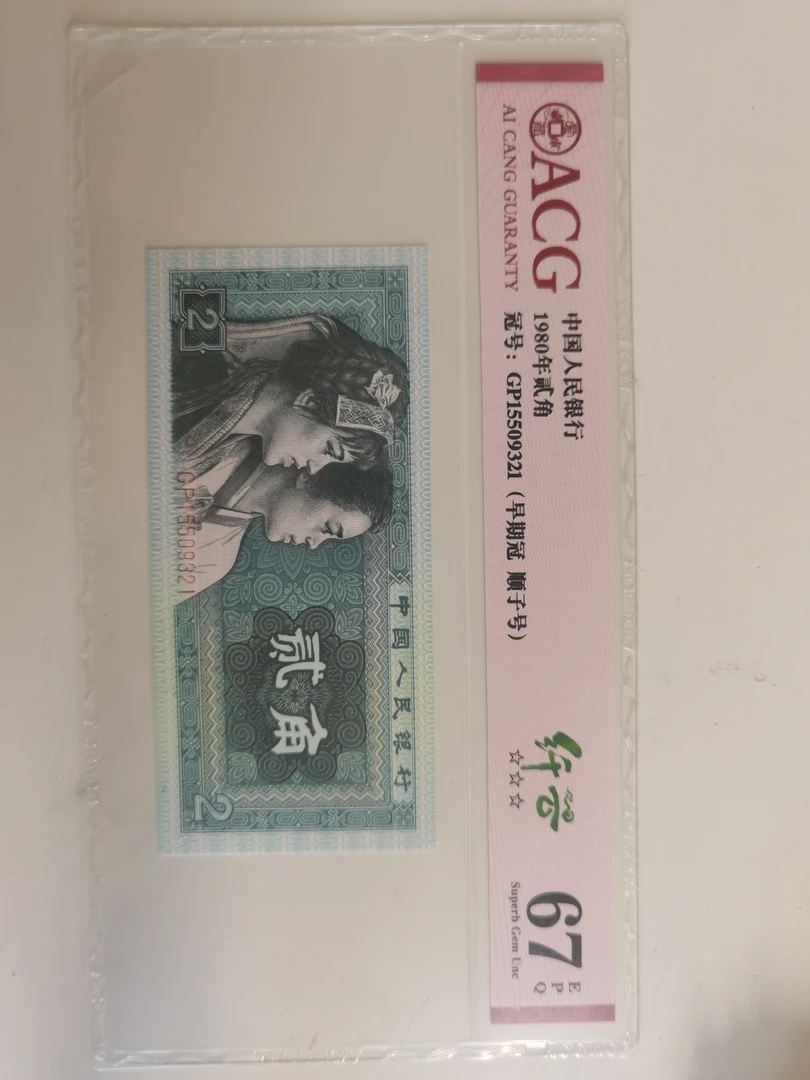 ACG
AI CANG GUARANTY
中国人民银行
1980年贰角
冠号：GP15509321（早期冠 顺子号）
纤云
☆☆☆
67
EPQ
Superb Gem Unc
中国人民银行
贰角
2
2
GP15509321